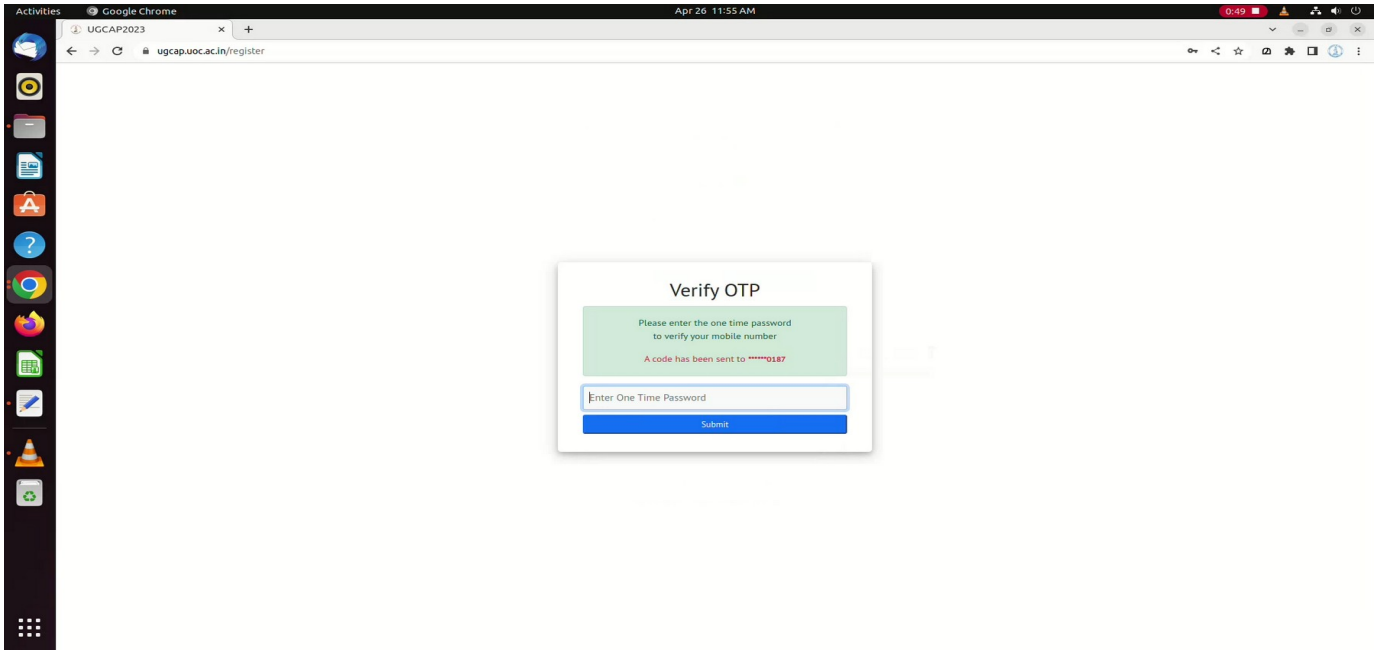 Activities Google Chrome Apr 26 11:55 AM 0:49
UGCAP2023
ugcap.uoc.ac.in/register
Verify OTP
Please enter the one time password
to verify your mobile number
A code has been sent to ******0187
Enter One Time Password
Submit